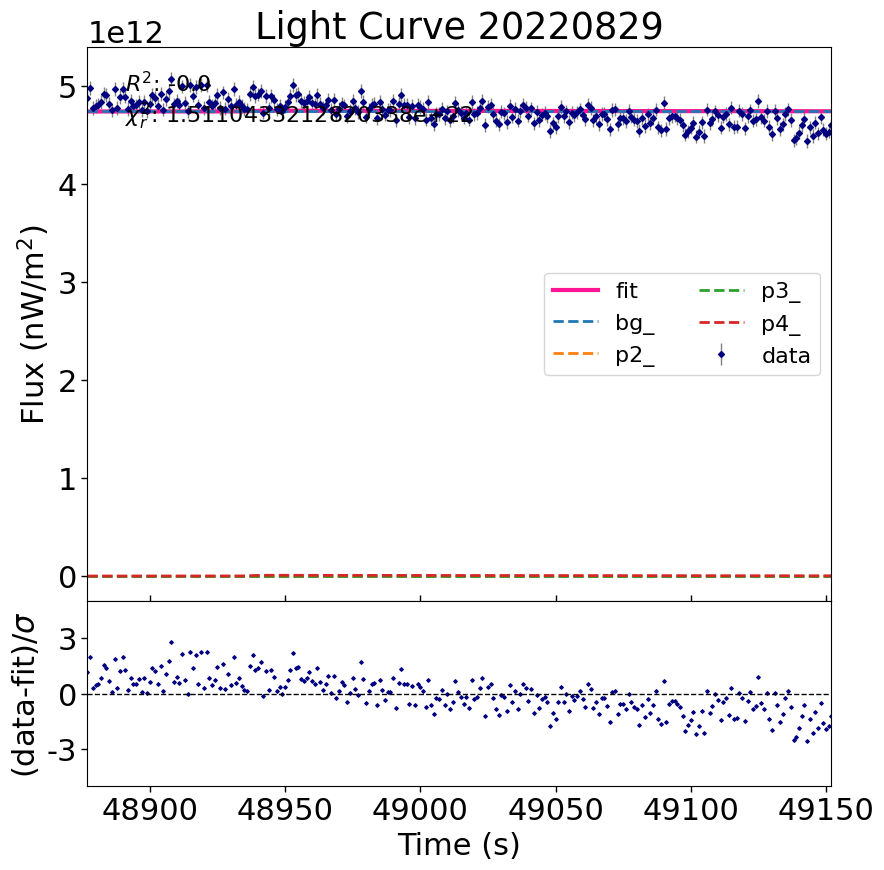 Light Curve 20220829
1e12
R²: -0.0
5
4
3
2
1
0
Flux (nW/m²)
fit
bg_
p2_
p3_
p4_
data
3
0
-3
(data-fit)/σ
48900 48950 49000 49050 49100 49150
Time (s)